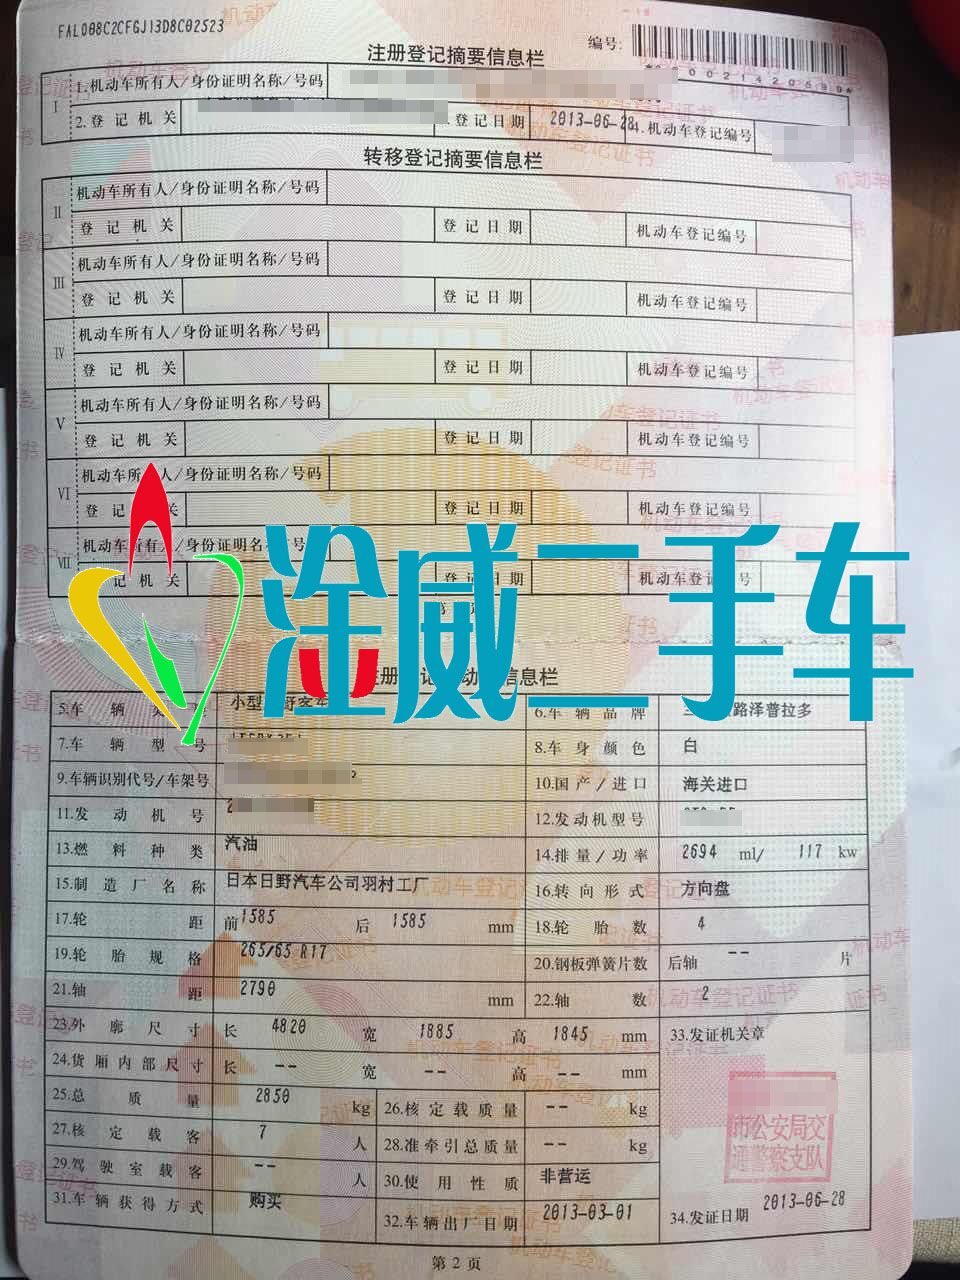 FAL008C2CFGJ13D8C02523
编号:
注册登记摘要信息栏
I 1.机动车所有人/身份证明名称/号码
2.登记机关 登记日期 2013-06-28 4.机动车登记编号
转移登记摘要信息栏
II 机动车所有人/身份证明名称/号码
登记机关 登记日期 机动车登记编号
III 机动车所有人/身份证明名称/号码
登记机关 登记日期 机动车登记编号
IV 机动车所有人/身份证明名称/号码
登记机关 登记日期 机动车登记编号
V 机动车所有人/身份证明名称/号码
登记机关 登记日期 机动车登记编号
VI 机动车所 人/身份证明名称/号码
登记 关 登记日期 机动车登记编号
VII 机动车所有人/身份证明名称/号
记机关 登记日期 机动车登记 号
淦威二手车
注册登记 动 信息栏
5.车辆类 小型 野客车 6.车辆品牌 路泽普拉多
7.车辆型号 8.车身颜色 白
9.车辆识别代号/车架号 10.国产/进口 海关进口
11.发动机号 12.发动机型号
13.燃料种类 汽油 14.排量/功率 2694 ml/ 117 kw
15.制造厂名称 日本日野汽车公司羽村工厂 16.转向形式 方向盘
17.轮距 前 1585 后 1585 mm 18.轮胎数 4
19.轮胎规格 265/65 R17 20.钢板弹簧片数 后轴 -- 片
21.轴距 2790 mm 22.轴数 2
23.外廓尺寸 长 4820 宽 1885 高 1845 mm 33.发证机关章
24.货厢内部尺寸 长 -- 宽 -- 高 -- mm
25.总质量 2850 kg 26.核定载质量 -- kg
27.核定载客 7 人 28.准牵引总质量 -- kg
市公安局交
通警察支队
29.驾驶室载客 -- 人 30.使用性质 非营运
31.车辆获得方式 购买 32.车辆出厂日期 2013-03-01 34.发证日期 2013-06-28
第 2 页